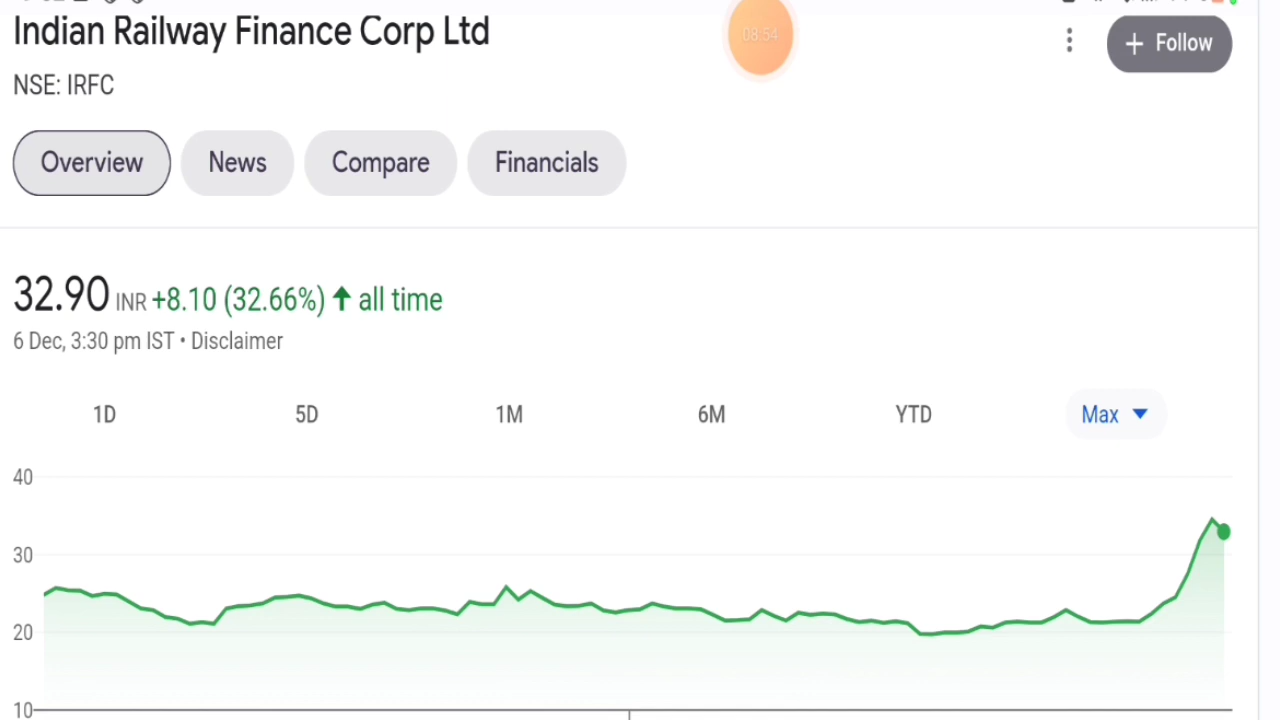 Indian Railway Finance Corp Ltd
08:54
+ Follow
NSE: IRFC
Overview
News
Compare
Financials
32.90 INR +8.10 (32.66%) ↑ all time
6 Dec, 3:30 pm IST • Disclaimer
1D
5D
1M
6M
YTD
Max
40
30
20
10